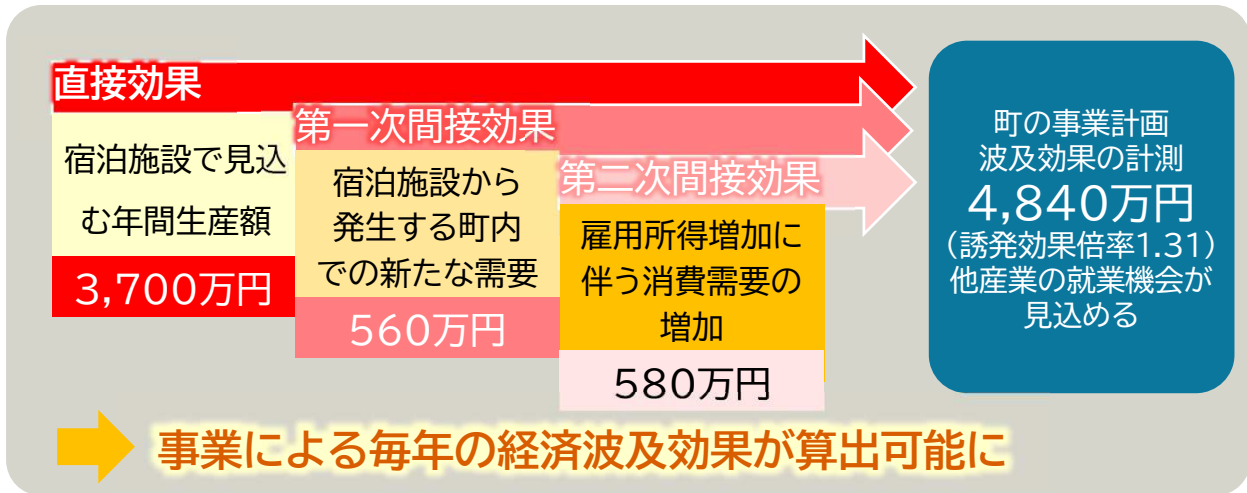 直接効果
宿泊施設で見込
む年間生産額
3,700万円
第一次間接効果
宿泊施設から
発生する町内
での新たな需要
560万円
第二次間接効果
雇用所得増加に
伴う消費需要の
増加
580万円
町の事業計画
波及効果の計測
4,840万円
（誘発効果倍率1.31）
他産業の就業機会が
見込める
事業による毎年の経済波及効果が算出可能に